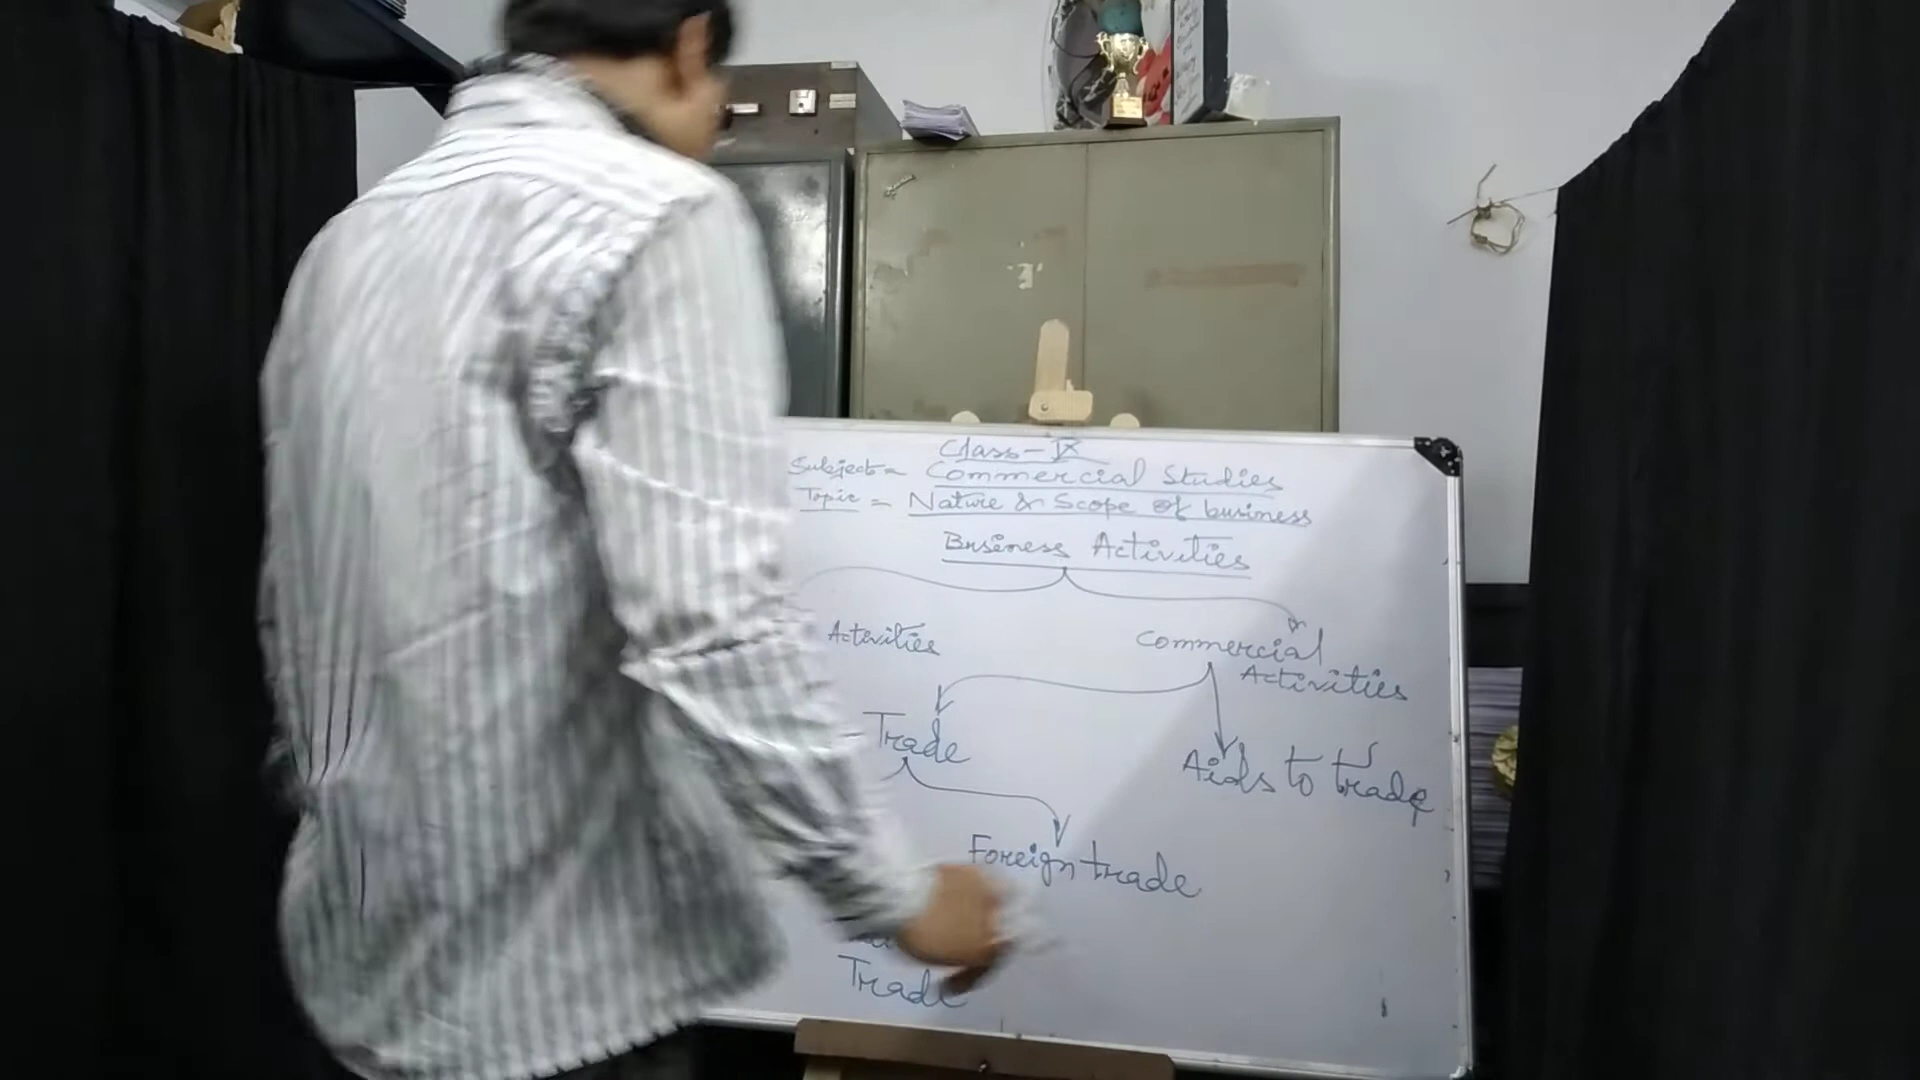 Class - IX
Subject = Commercial Studies
Topic = Nature & Scope of business
Business Activities
Activities
Commercial
Activities
Trade
Aids to trade
Foreign trade
Trade